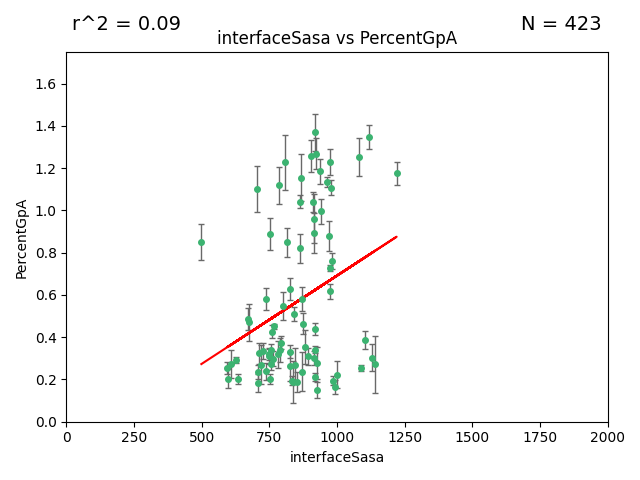 r^2 = 0.09
N = 423
interfaceSasa vs PercentGpA
PercentGpA
1.6
1.4
1.2
1.0
0.8
0.6
0.4
0.2
0.0
0 250 500 750 1000 1250 1500 1750 2000
interfaceSasa